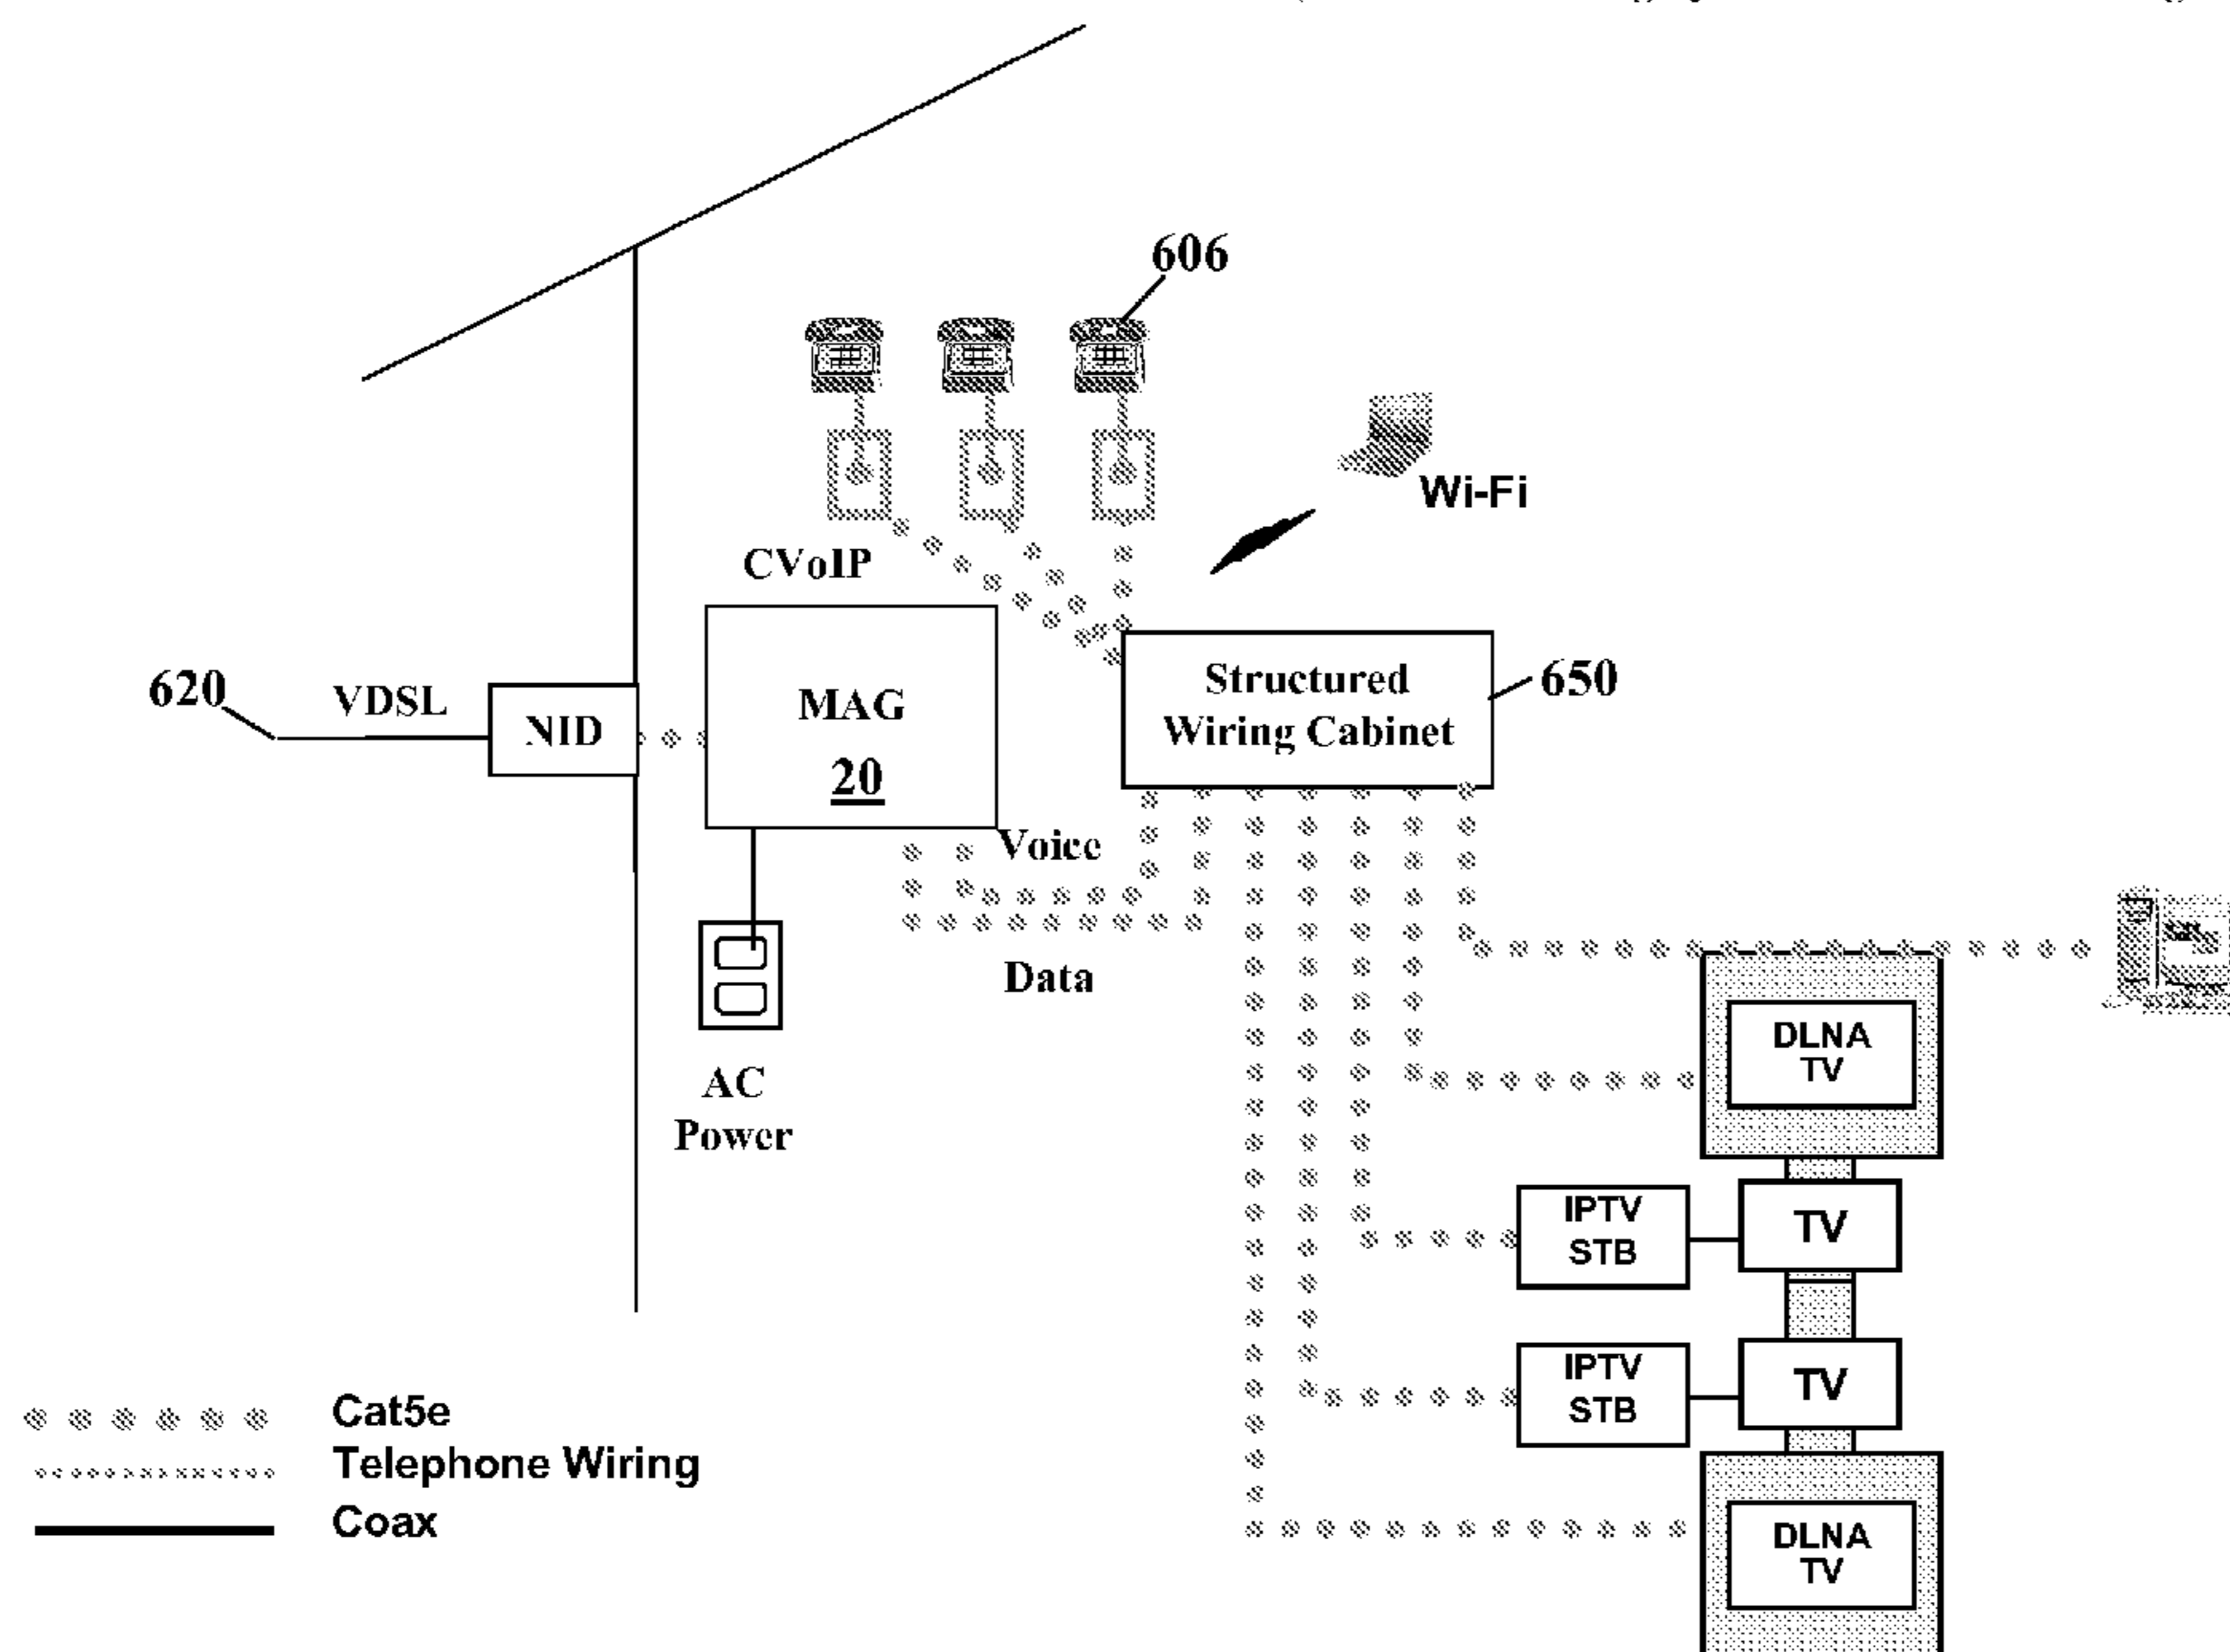 606
Wi-Fi
CVoIP
620
VDSL
NID
MAG
20
Structured
Wiring Cabinet
650
Voice
Data
AC
Power
DLNA
TV
IPTV
STB
TV
IPTV
STB
TV
DLNA
TV
Cat5e
Telephone Wiring
Coax